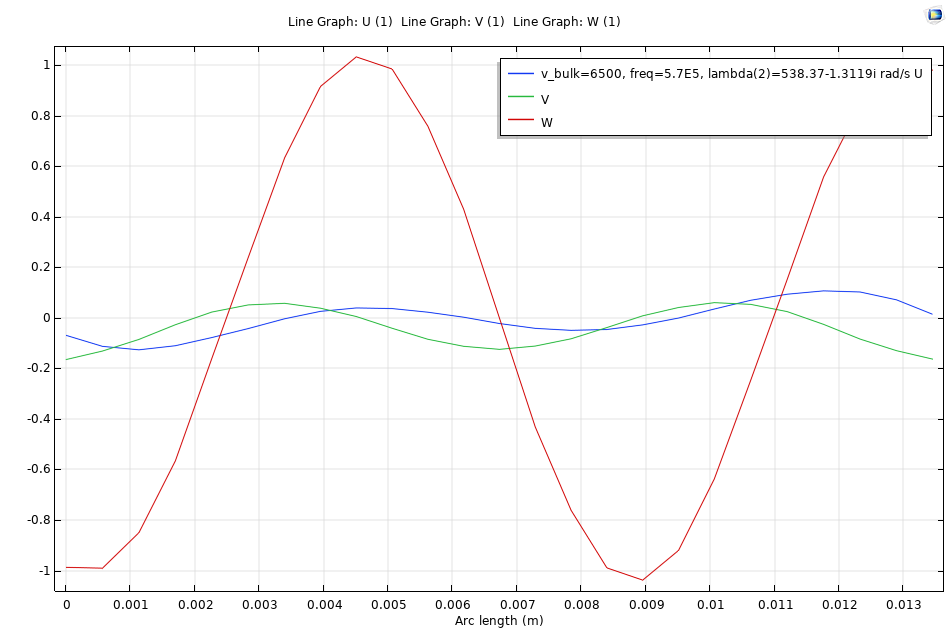 Line Graph: U (1)  Line Graph: V (1)  Line Graph: W (1)
v_bulk=6500, freq=5.7E5, lambda(2)=538.37-1.3119i rad/s U
V
W
1
0.8
0.6
0.4
0.2
0
-0.2
-0.4
-0.6
-0.8
-1
0 0.001 0.002 0.003 0.004 0.005 0.006 0.007 0.008 0.009 0.01 0.011 0.012 0.013
Arc length (m)